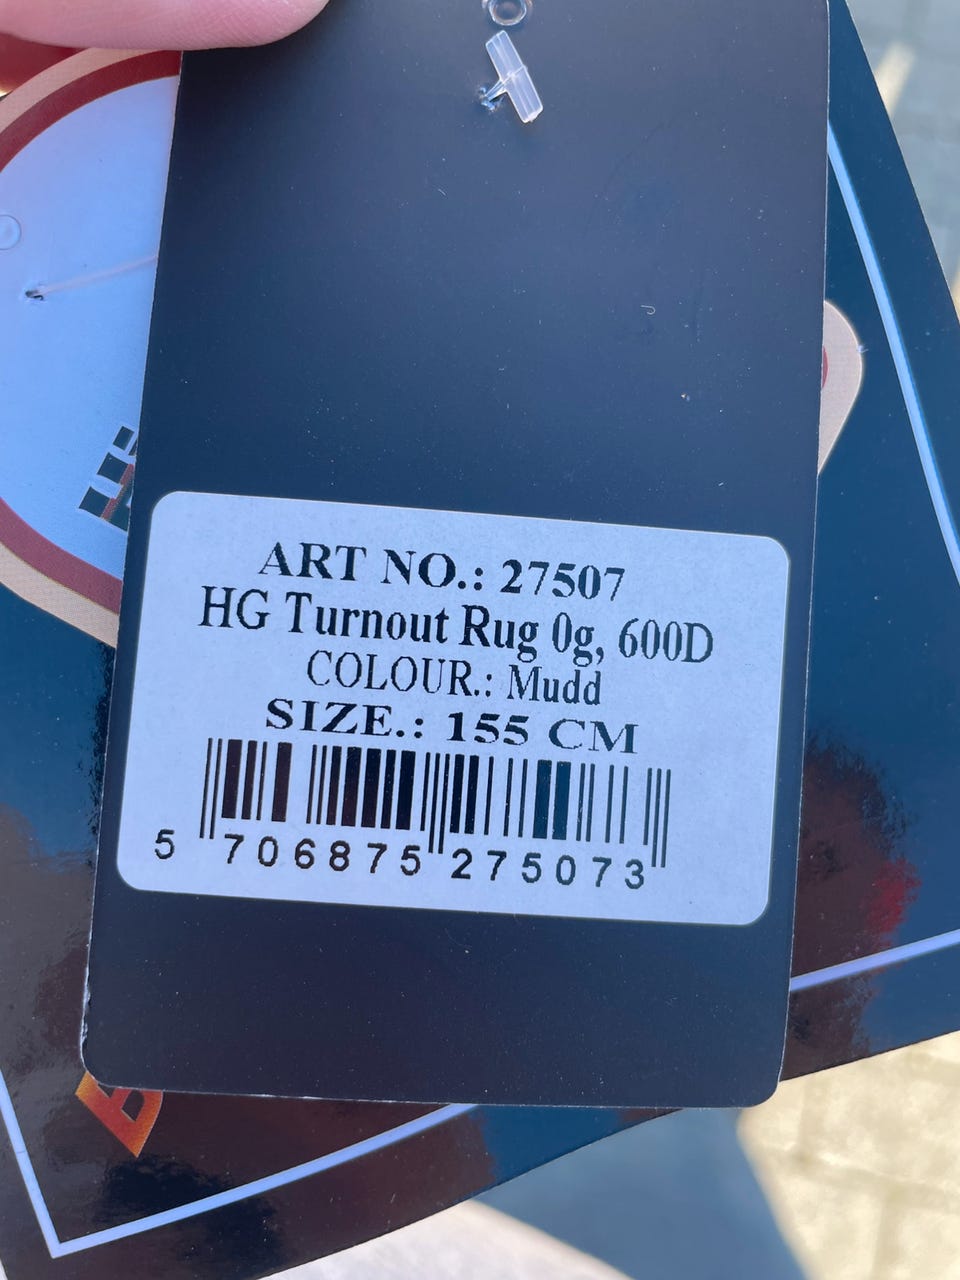 ART NO.: 27507
HG Turnout Rug 0g, 600D
COLOUR.: Mudd
SIZE.: 155 CM
5 706875 275073